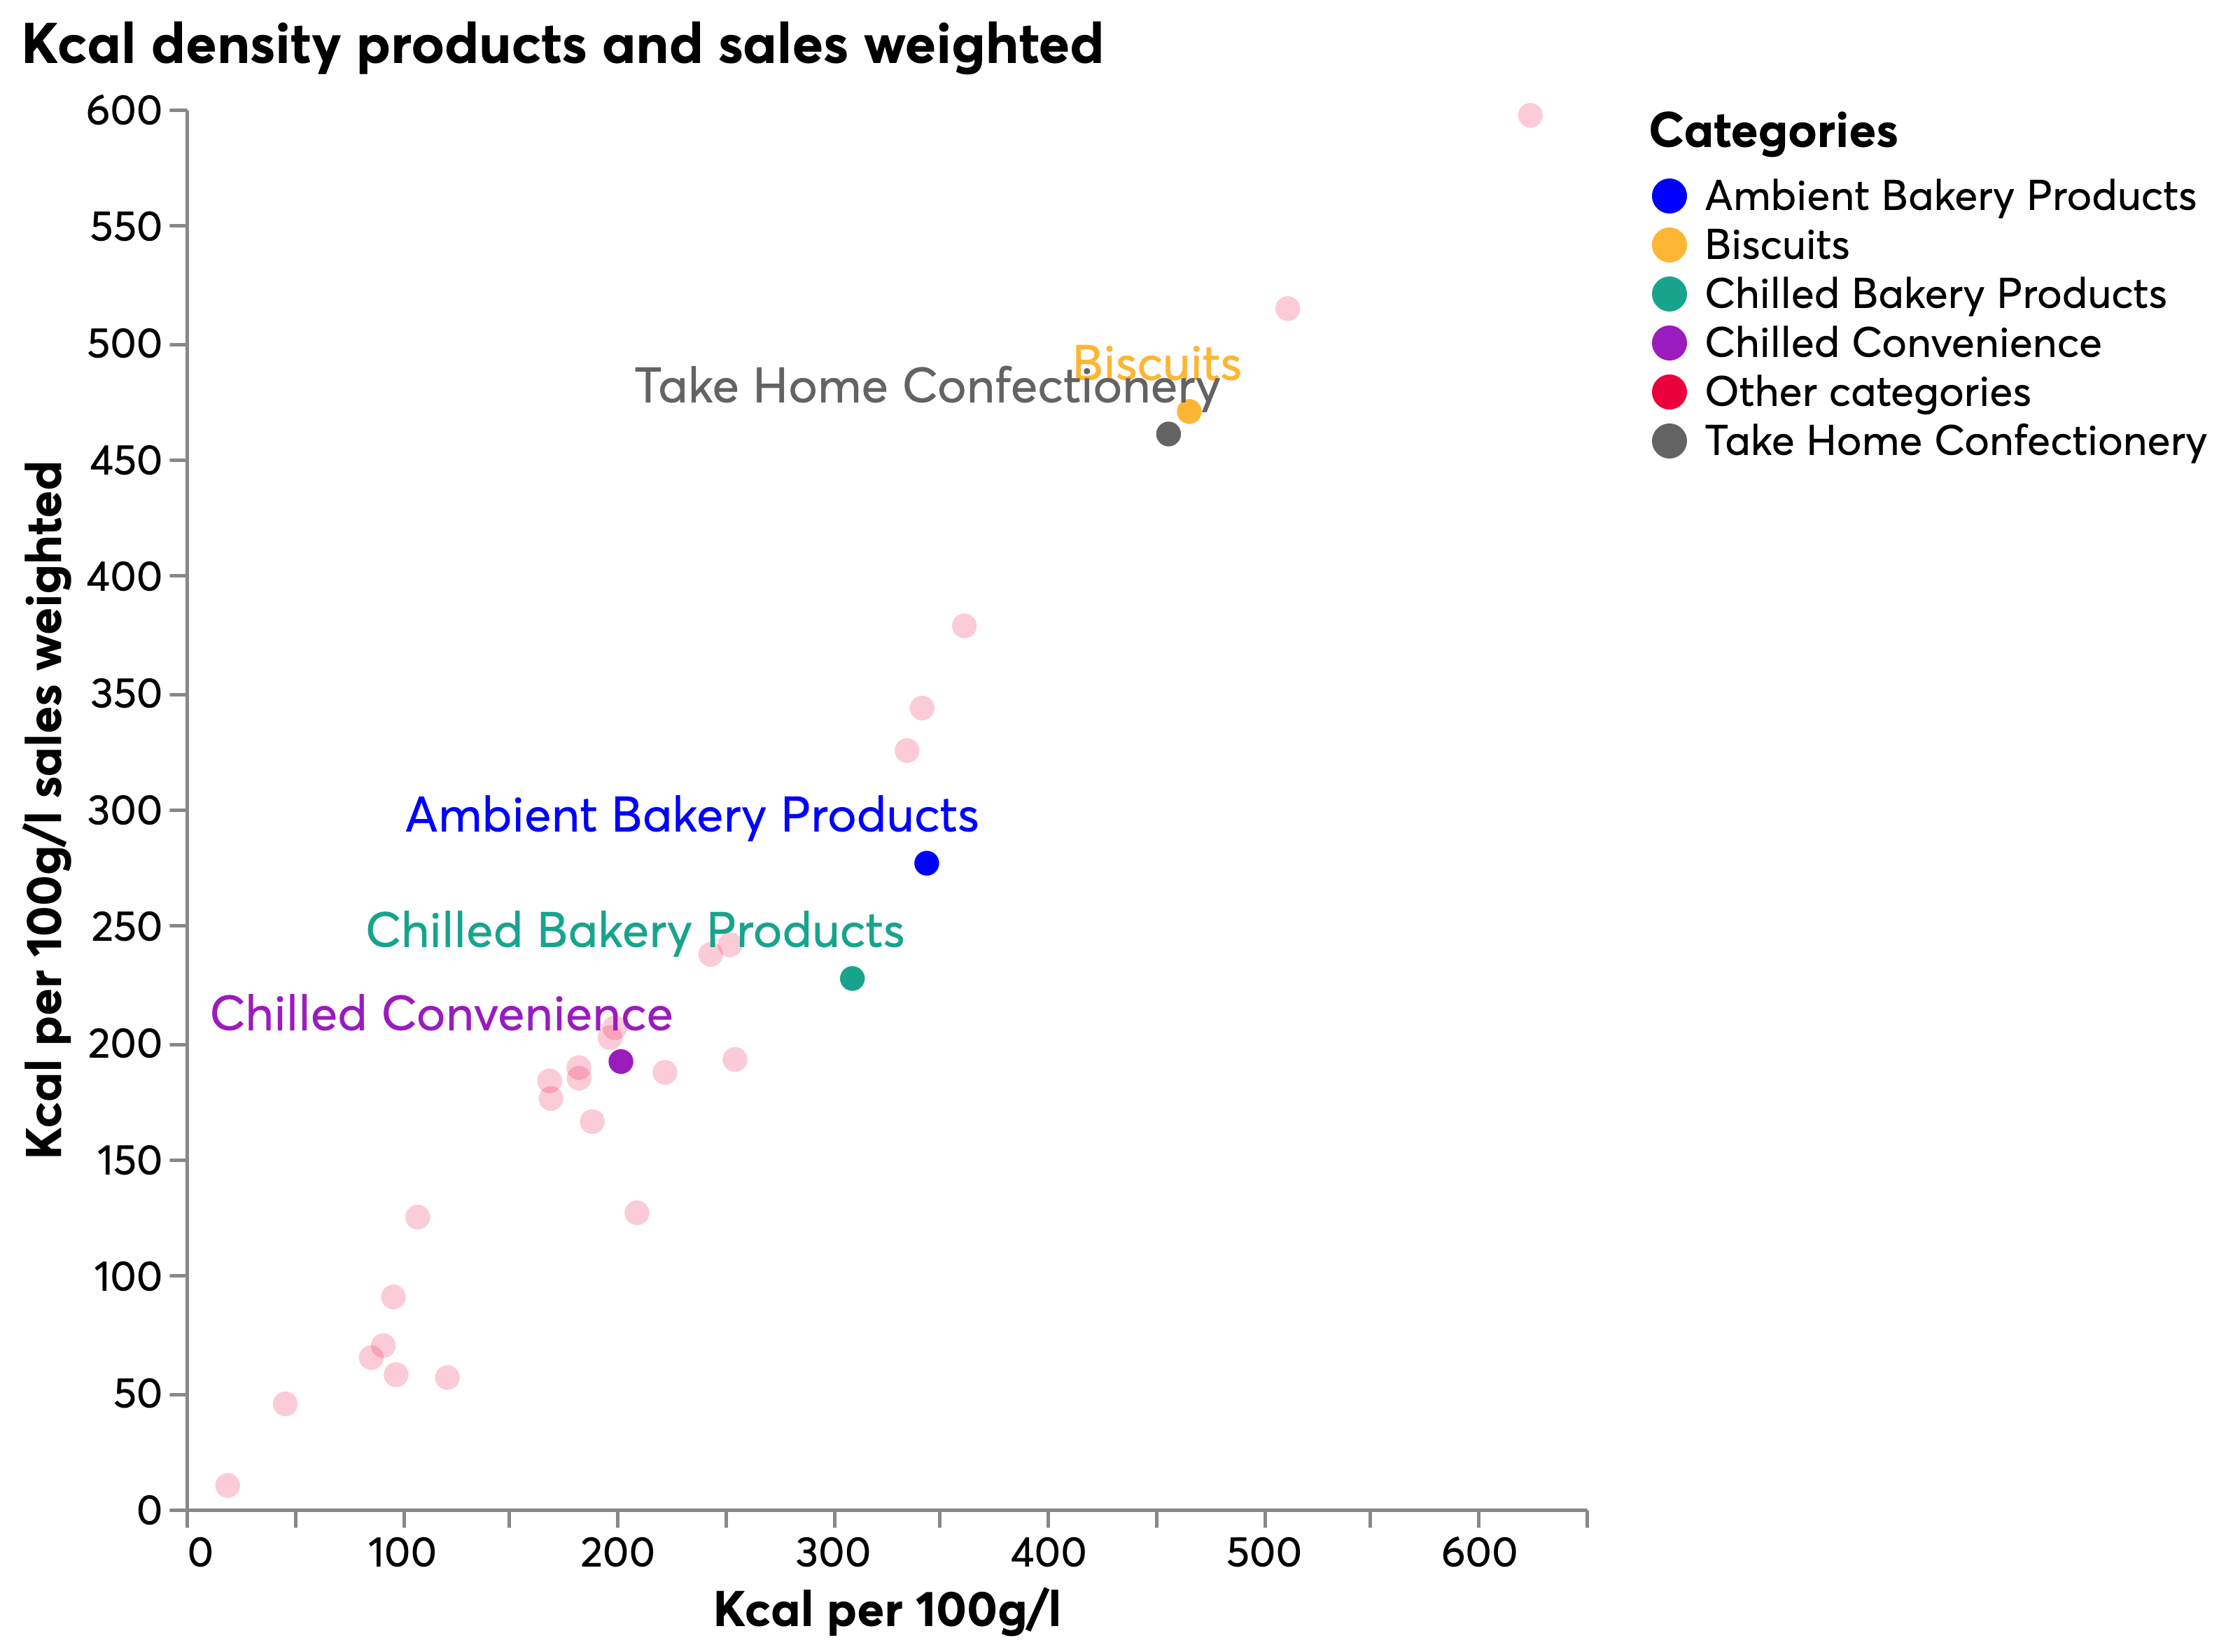 Kcal density products and sales weighted
600
550
500
450
400
350
300
250
200
150
100
50
0
Kcal per 100g/l sales weighted
Biscuits
Take Home Confectionery
Ambient Bakery Products
Chilled Bakery Products
Chilled Convenience
0 100 200 300 400 500 600
Kcal per 100g/l
Categories
Ambient Bakery Products
Biscuits
Chilled Bakery Products
Chilled Convenience
Other categories
Take Home Confectionery